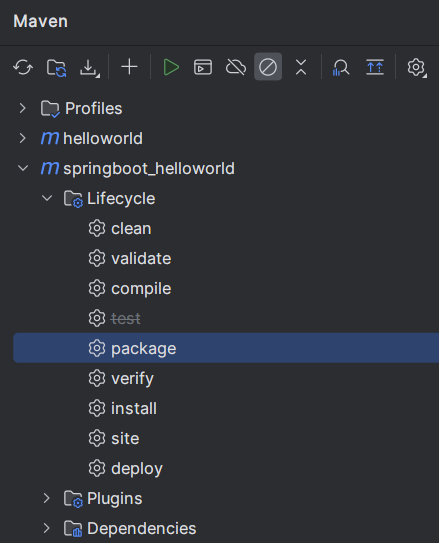 Maven
Profiles
helloworld
springboot_helloworld
Lifecycle
clean
validate
compile
test
package
verify
install
site
deploy
Plugins
Dependencies